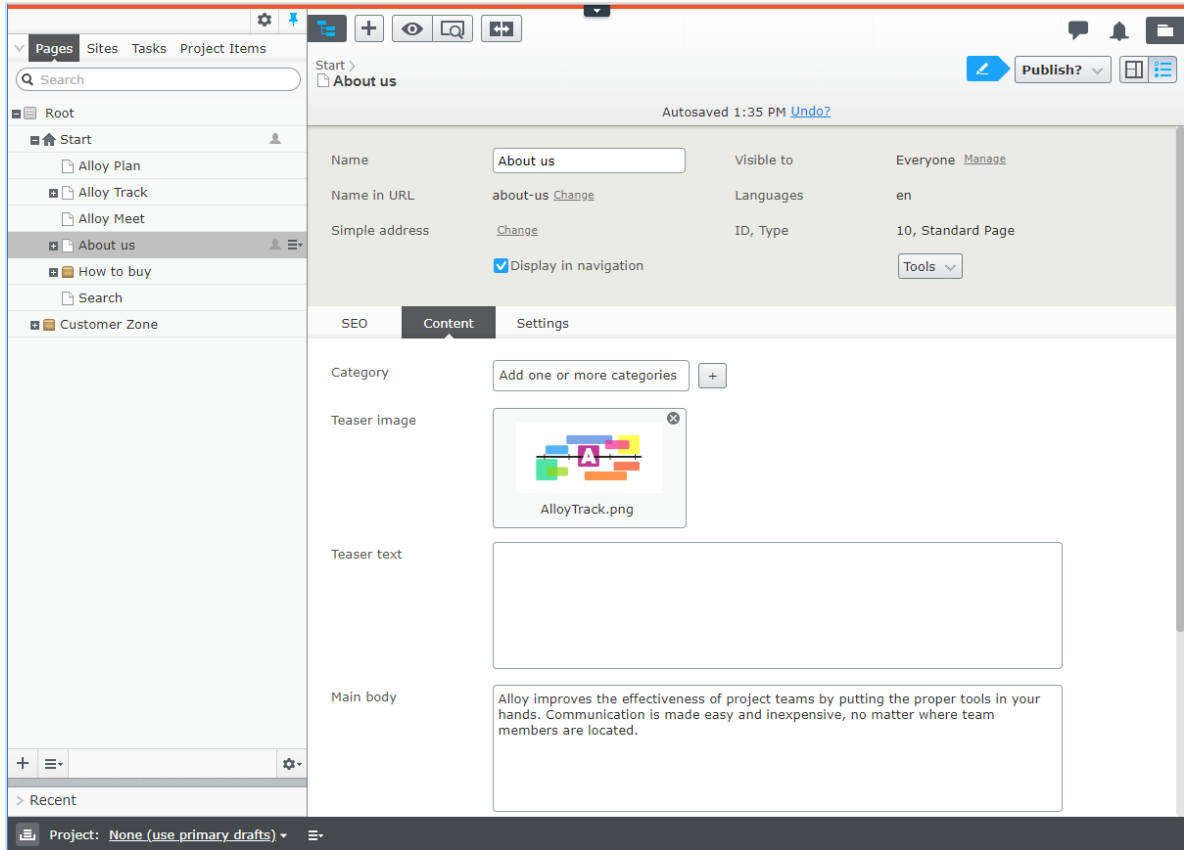 Pages Sites Tasks Project Items
Search
Root
Start
Alloy Plan
Alloy Track
Alloy Meet
About us
How to buy
Search
Customer Zone
Recent
Start
About us
Publish?
Autosaved 1:35 PM Undo?
Name About us Visible to Everyone Manage
Name in URL about-us Change Languages en
Simple address Change ID, Type 10, Standard Page
Display in navigation Tools
SEO Content Settings
Category Add one or more categories +
Teaser image
A
AlloyTrack.png
Teaser text
Main body
Alloy improves the effectiveness of project teams by putting the proper tools in your
hands. Communication is made easy and inexpensive, no matter where team
members are located.
Project: None (use primary drafts)